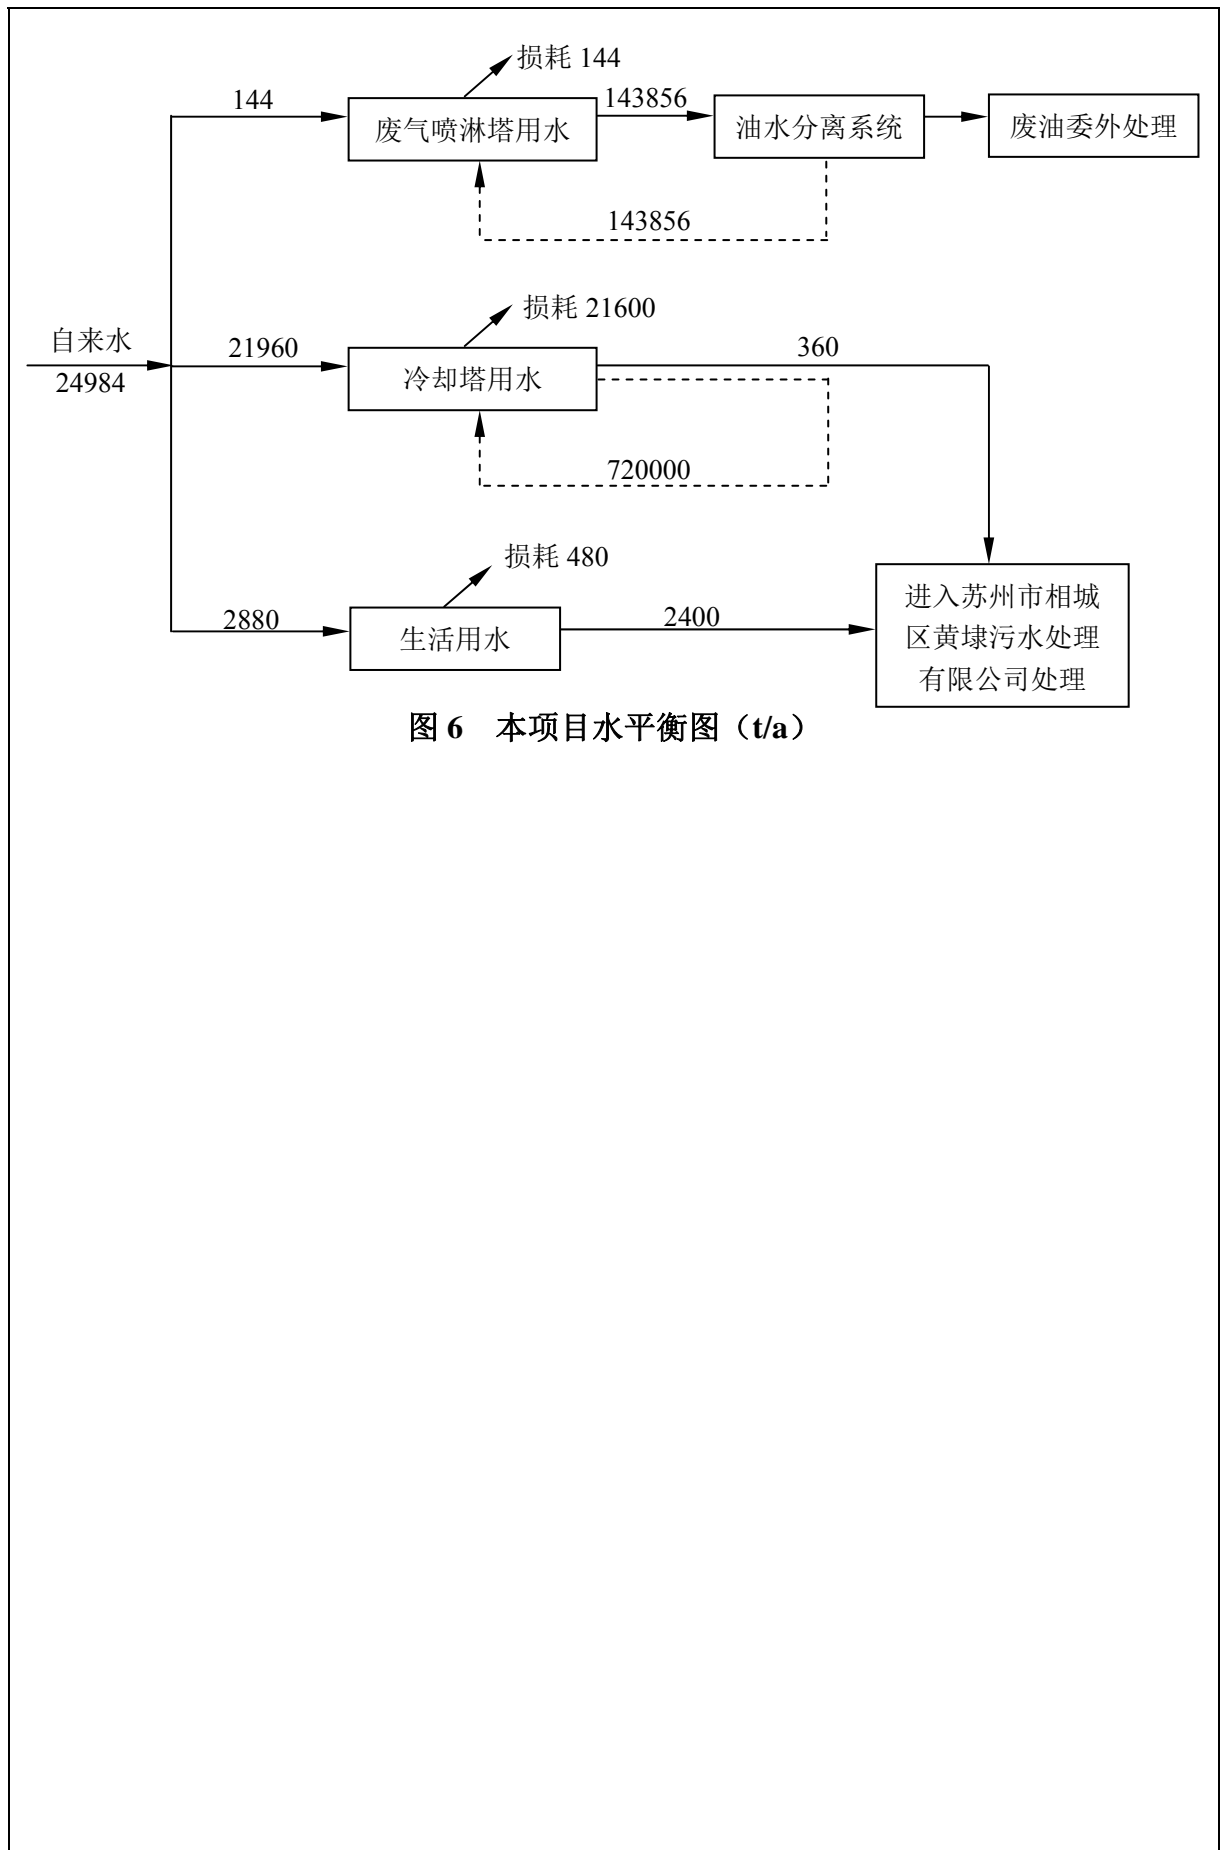 损耗 144
144
143856
废气喷淋塔用水
油水分离系统
废油委外处理
143856
损耗 21600
自来水
24984
21960
360
冷却塔用水
720000
损耗 480
2880
2400
生活用水
进入苏州市相城
区黄埭污水处理
有限公司处理
图 6 本项目水平衡图（t/a）